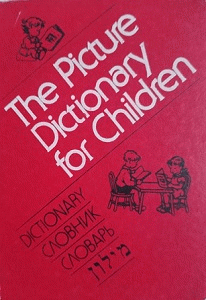 The Picture
Dictionary
for Children
DICTIONARY
СЛОВНИК
СЛОВАРЬ
מילון